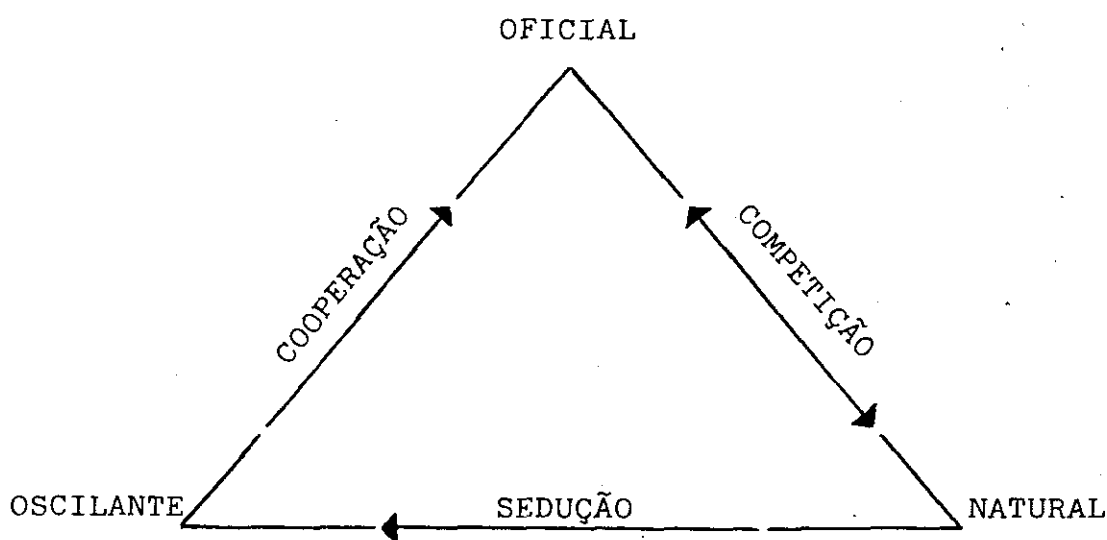 OFICIAL
COOPERAÇÃO
COMPETIÇÃO
OSCILANTE
SEDUÇÃO
NATURAL